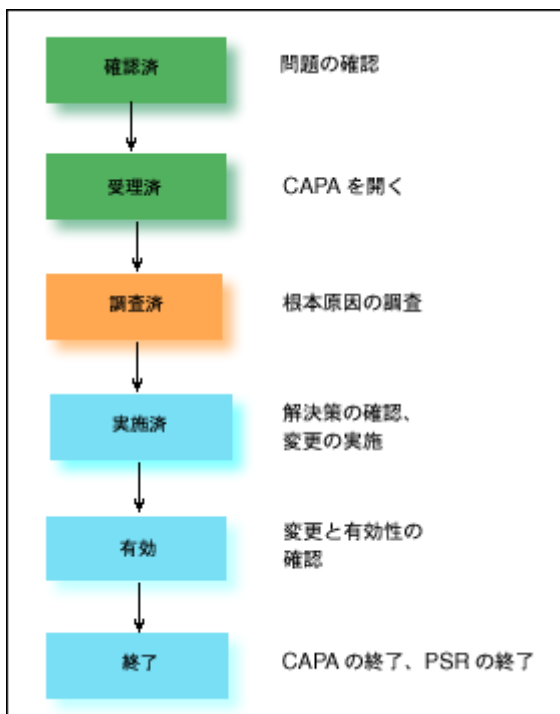 確認済
問題の確認
受理済
CAPA を開く
調査済
根本原因の調査
実施済
解決策の確認、
変更の実施
有効
変更と有効性の
確認
終了
CAPA の終了、PSR の終了